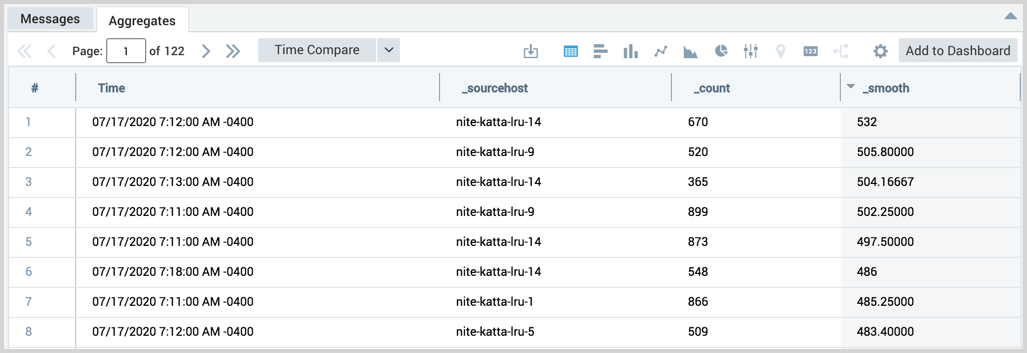 Messages Aggregates
Page: 1 of 122 Time Compare 123 Add to Dashboard
# Time _sourcehost _count _smooth
1 07/17/2020 7:12:00 AM -0400 nite-katta-lru-14 670 532
2 07/17/2020 7:12:00 AM -0400 nite-katta-lru-9 520 505.80000
3 07/17/2020 7:13:00 AM -0400 nite-katta-lru-14 365 504.16667
4 07/17/2020 7:11:00 AM -0400 nite-katta-lru-9 899 502.25000
5 07/17/2020 7:11:00 AM -0400 nite-katta-lru-14 873 497.50000
6 07/17/2020 7:18:00 AM -0400 nite-katta-lru-14 548 486
7 07/17/2020 7:11:00 AM -0400 nite-katta-lru-1 866 485.25000
8 07/17/2020 7:12:00 AM -0400 nite-katta-lru-5 509 483.40000